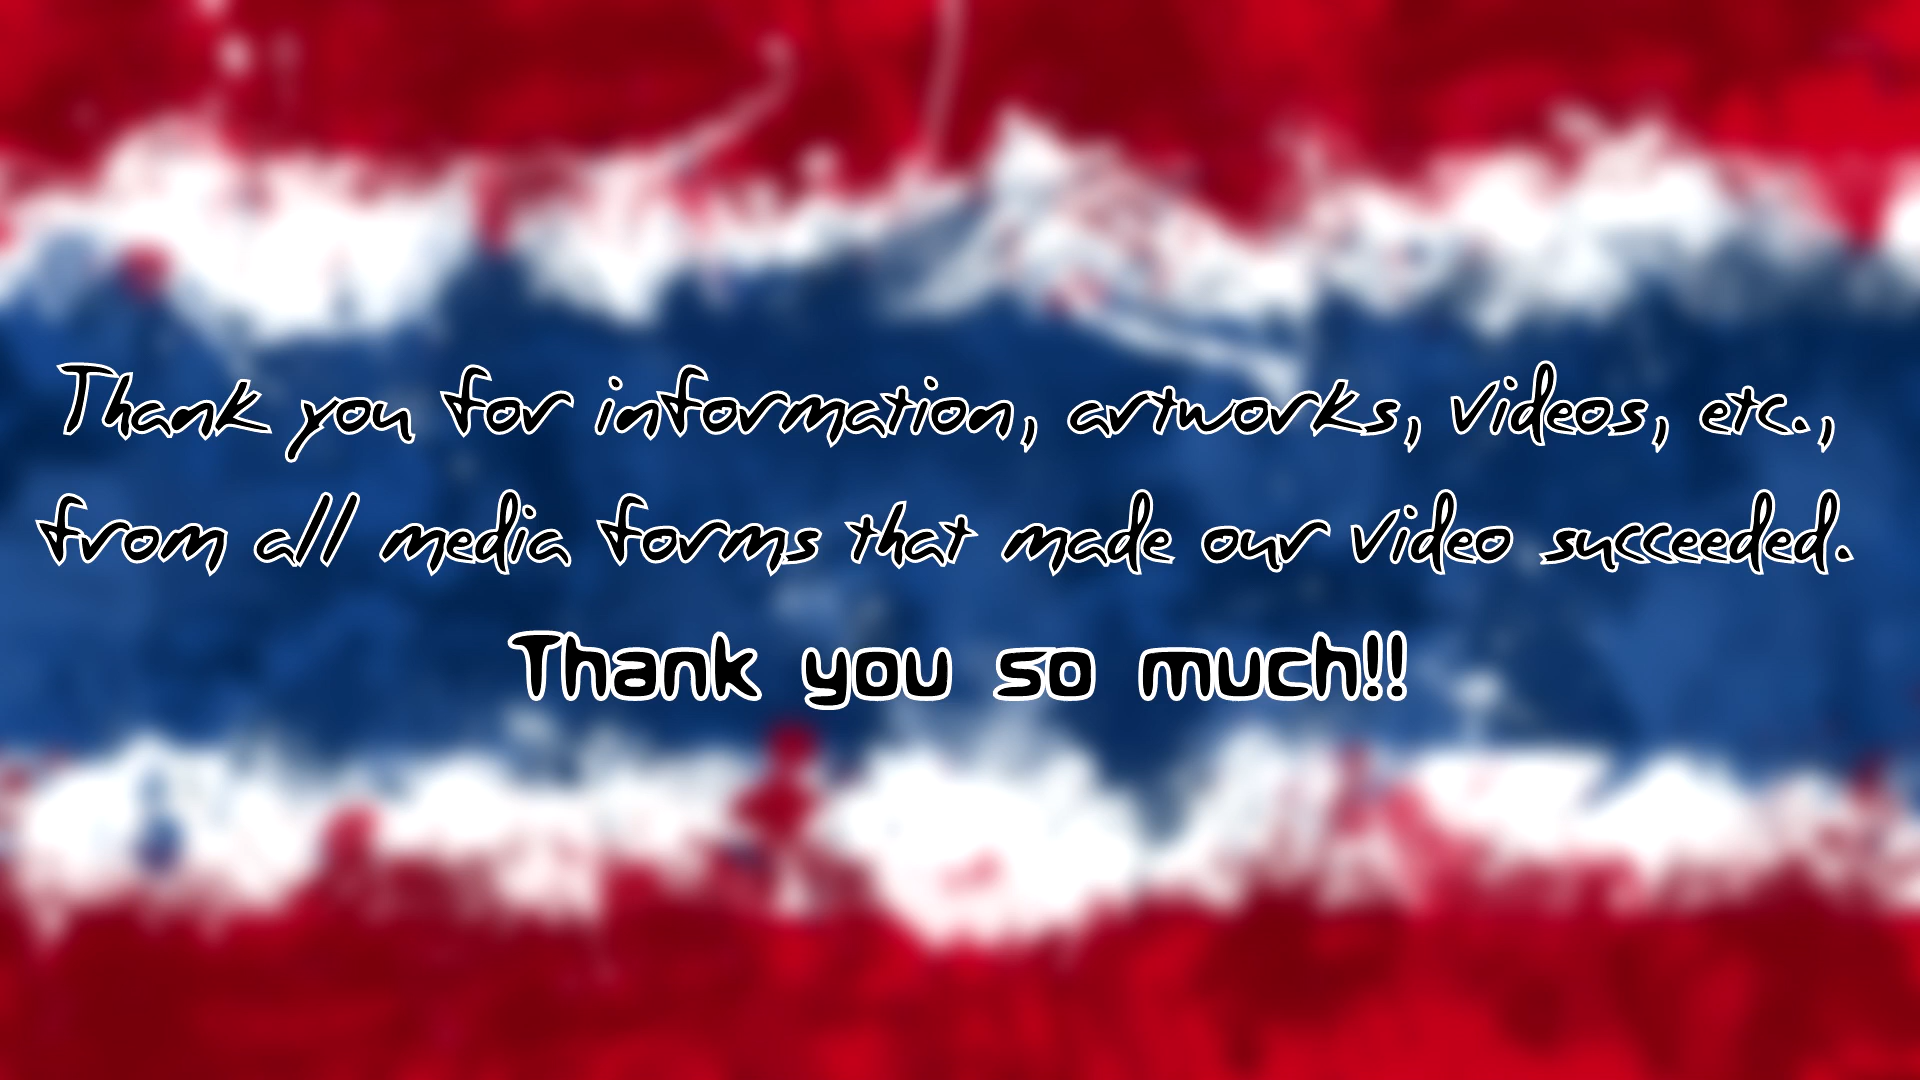 Thank you for information, artworks, videos, etc.,
from all media forms that made our video succeeded.
Thank you so much!!